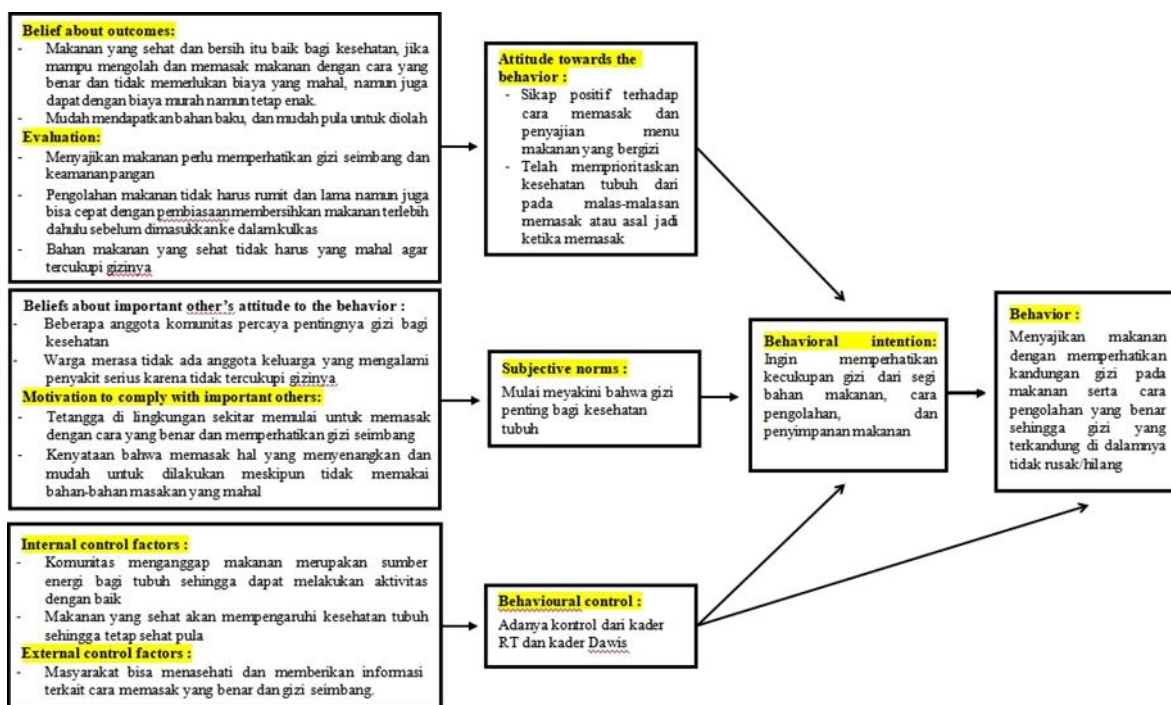 Belief about outcomes:
- Makanan yang sehat dan bersih itu baik bagi kesehatan, jika
mampu mengolah dan memasak makanan dengan cara yang
benar dan tidak memerlukan biaya yang mahal, namun juga
dapat dengan biaya murah namun tetap enak.
- Mudah mendapatkan bahan baku, dan mudah pula untuk diolah
Evaluation:
- Menyajikan makanan perlu memperhatikan gizi seimbang dan
keamanan pangan
- Pengolahan makanan tidak harus rumit dan lama namun juga
bisa cepat dengan pembiasaan membersihkan makanan terlebih
dahulu sebelum dimasukkan ke dalam kulkas
- Bahan makanan yang sehat tidak harus yang mahal agar
tercukupi gizinya
Beliefs about important other's attitude to the behavior :
- Beberapa anggota komunitas percaya pentingnya gizi bagi
kesehatan
- Warga merasa tidak ada anggota keluarga yang mengalami
penyakit serius karena tidak tercukupi gizinya
Motivation to comply with important others:
- Tetangga di lingkungan sekitar memulai untuk memasak
dengan cara yang benar dan memperhatikan gizi seimbang
- Kenyataan bahwa memasak hal yang menyenangkan dan
mudah untuk dilakukan meskipun tidak memakai
bahan-bahan masakan yang mahal
Internal control factors :
- Komunitas menganggap makanan merupakan sumber
energi bagi tubuh sehingga dapat melakukan aktivitas
dengan baik
- Makanan yang sehat akan mempengaruhi kesehatan tubuh
sehingga tetap sehat pula
External control factors :
- Masyarakat bisa menasehati dan memberikan informasi
terkait cara memasak yang benar dan gizi seimbang.
Attitude towards the
behavior :
- Sikap positif terhadap
cara memasak dan
penyajian menu
makanan yang bergizi
- Telah memprioritaskan
kesehatan tubuh dari
pada malas-malasan
memasak atau asal jadi
ketika memasak
Subjective norms :
Mulai meyakini bahwa gizi
penting bagi kesehatan
tubuh
Behavioural control :
Adanya kontrol dari kader
RT dan kader Dawis
Behavioral intention:
Ingin memperhatikan
kecukupan gizi dari segi
bahan makanan, cara
pengolahan, dan
penyimpanan makanan
Behavior :
Menyajikan makanan
dengan memperhatikan
kandungan gizi pada
makanan serta cara
pengolahan yang benar
sehingga gizi yang
terkandung di dalamnya
tidak rusak/hilang